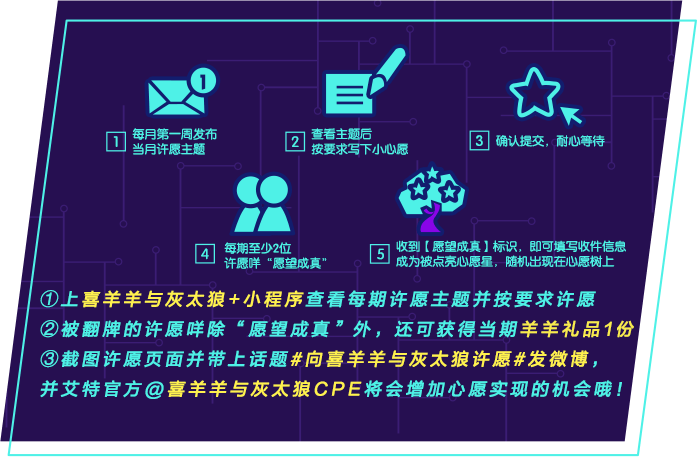 1
1
每月第一周发布
当月许愿主题
2
查看主题后
按要求写下小心愿
3
确认提交，耐心等待
4
每期至少2位
许愿咩“愿望成真”
5
收到【愿望成真】标识，即可填写收件信息
成为被点亮心愿星，随机出现在心愿树上
①上喜羊羊与灰太狼+小程序查看每期许愿主题并按要求许愿
②被翻牌的许愿咩除“愿望成真”外，还可获得当期羊羊礼品1份
③截图许愿页面并带上话题#向喜羊羊与灰太狼许愿#发微博，
并艾特官方@喜羊羊与灰太狼CPE将会增加心愿实现的机会哦！